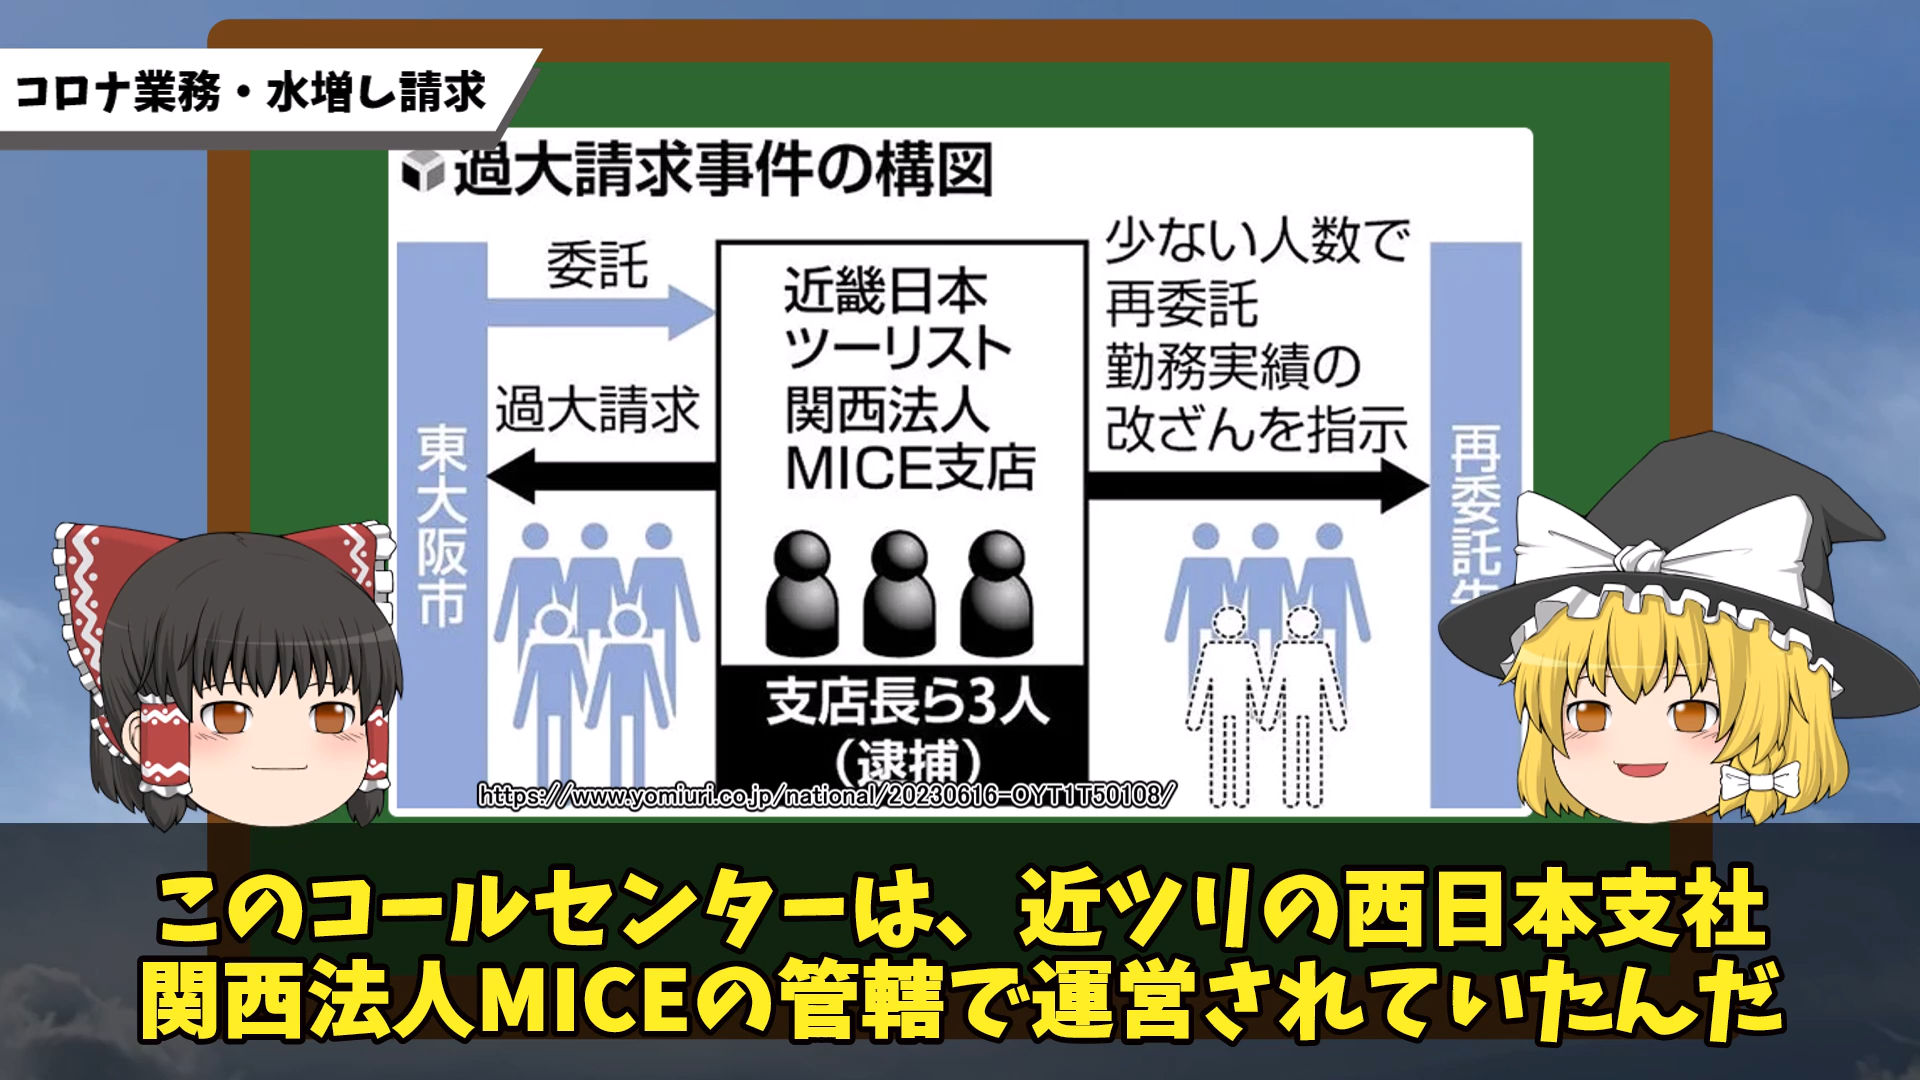 コロナ業務・水増し請求
過大請求事件の構図
委託
過大請求
東大阪市
近畿日本
ツーリスト
関西法人
MICE支店
支店長ら3人
(逮捕)
少ない人数で
再委託
勤務実績の
改ざんを指示
再委託先
https://www.yomiuri.co.jp/national/20230616-OYT1T50108/
このコールセンターは、近ツリの西日本支社
関西法人MICEの管轄で運営されていたんだ